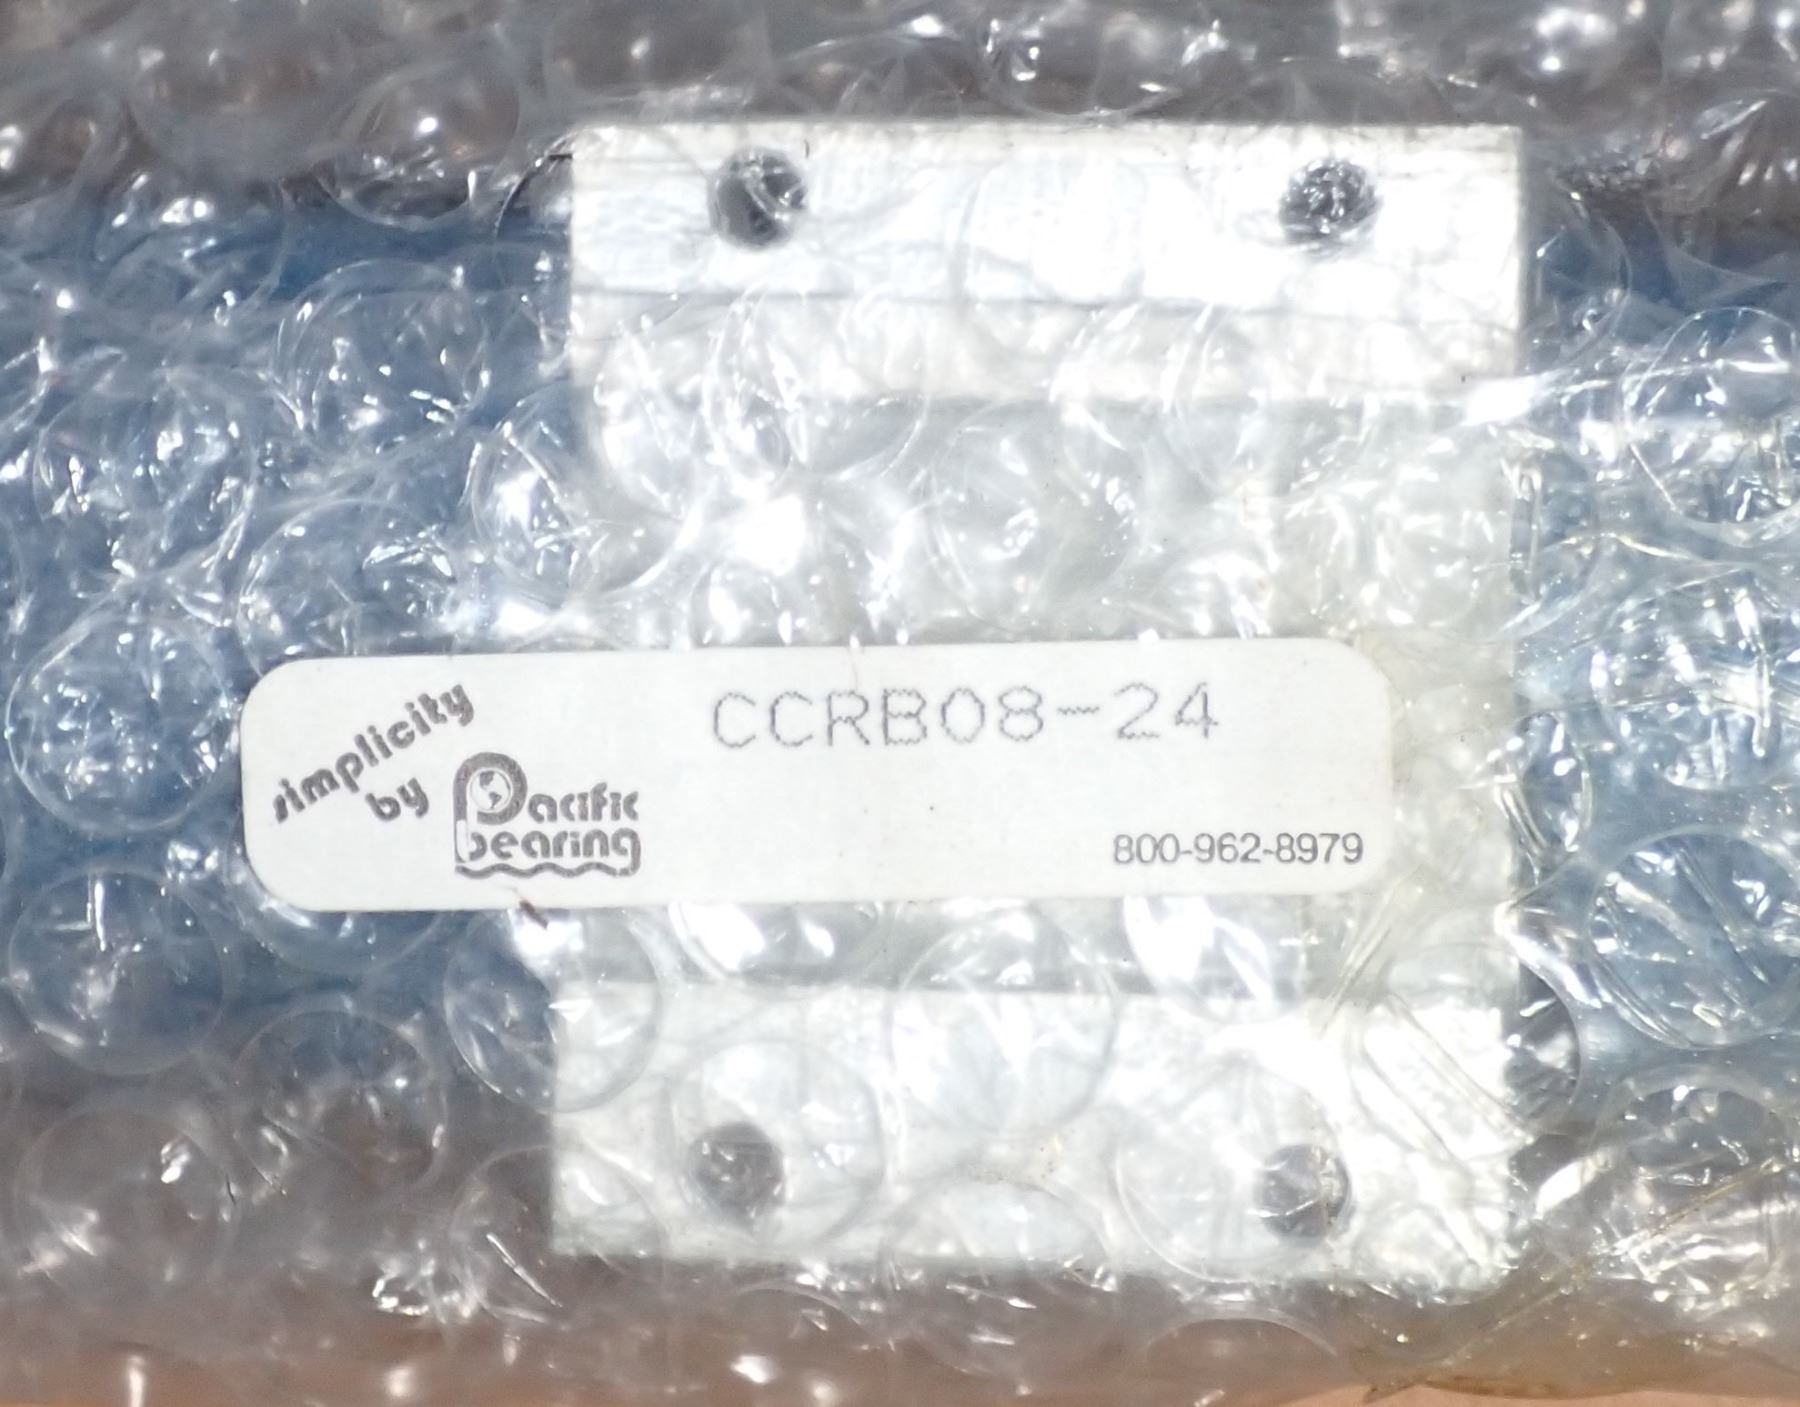 simplicity
by
Pacific
bearing
CCRB08-24
800-962-8979